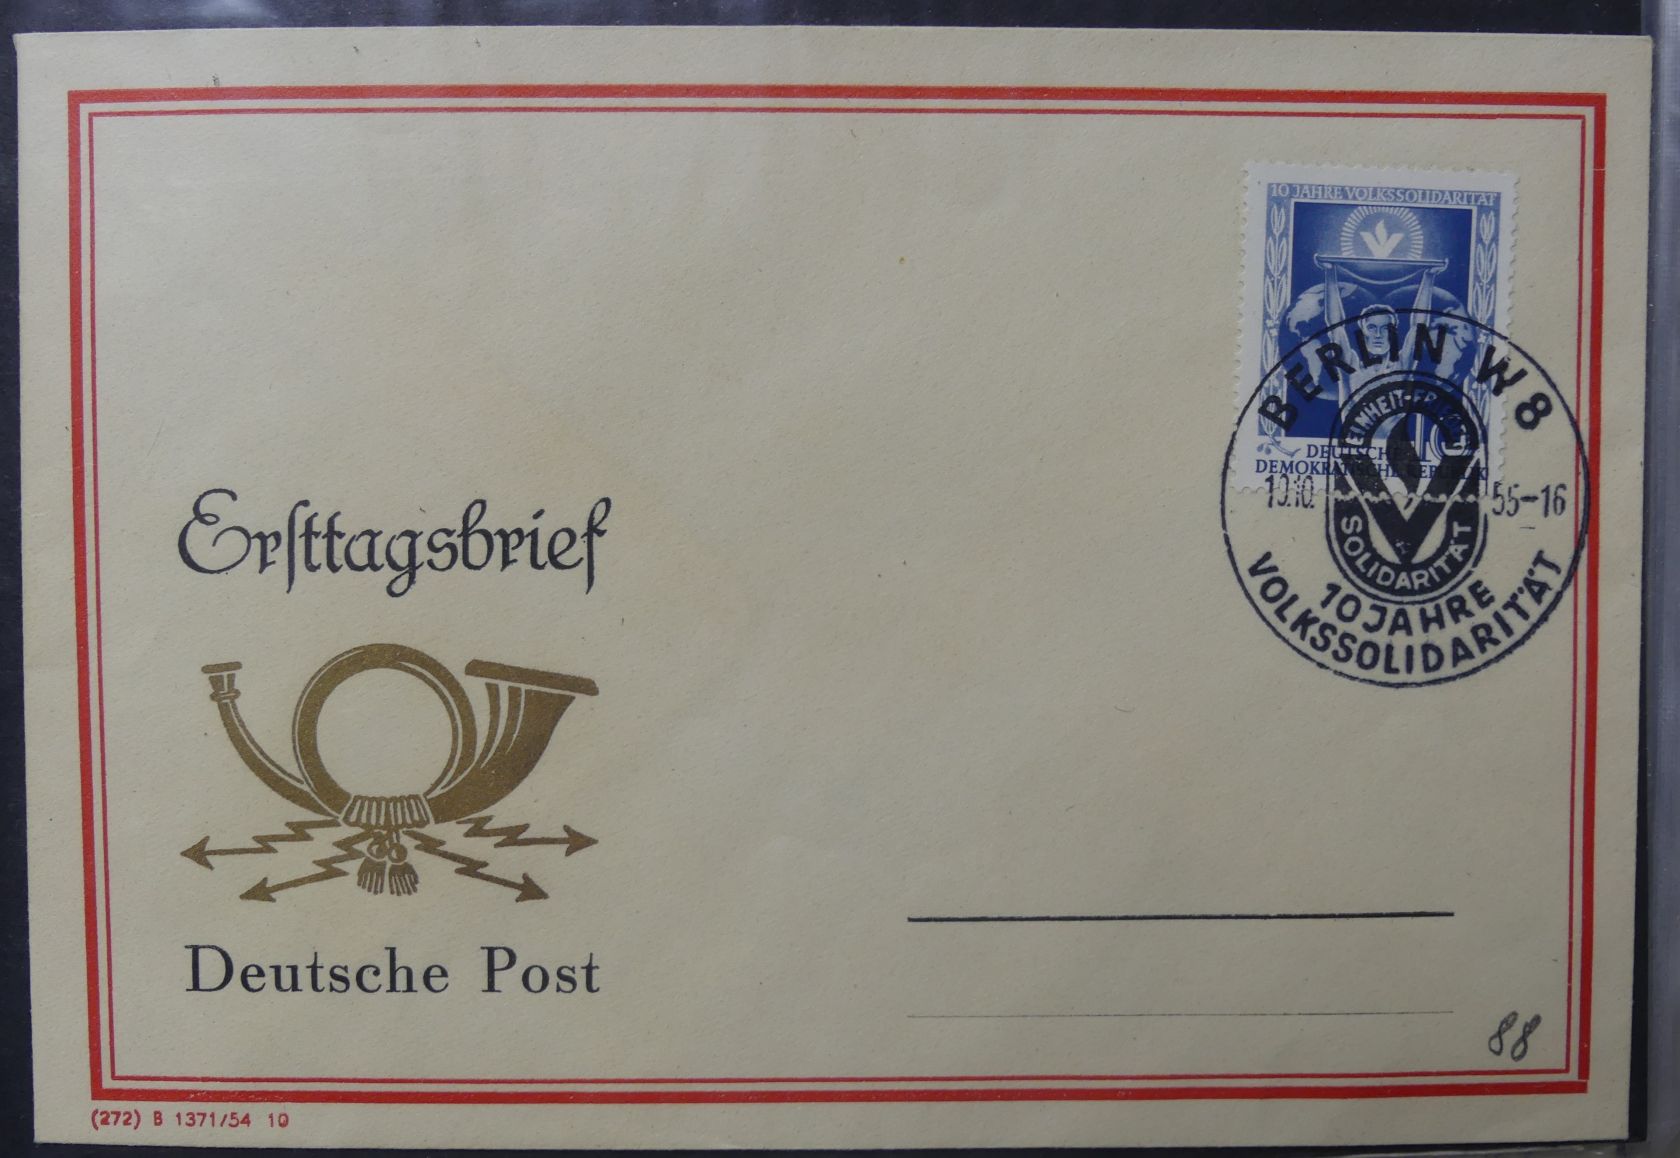 10 JAHRE VOLKSSOLIDARITÄT
DEUTSCHE
DEMOKRATISCHE REPUBLIK
10
BERLIN W8
EINHEIT-FRIEDEN
10.10. 55-16
SOLIDARITÄT
10 JAHRE
VOLKSSOLIDARITÄT
Ersttagsbrief
Deutsche Post
88
(272) B 1371/54 10